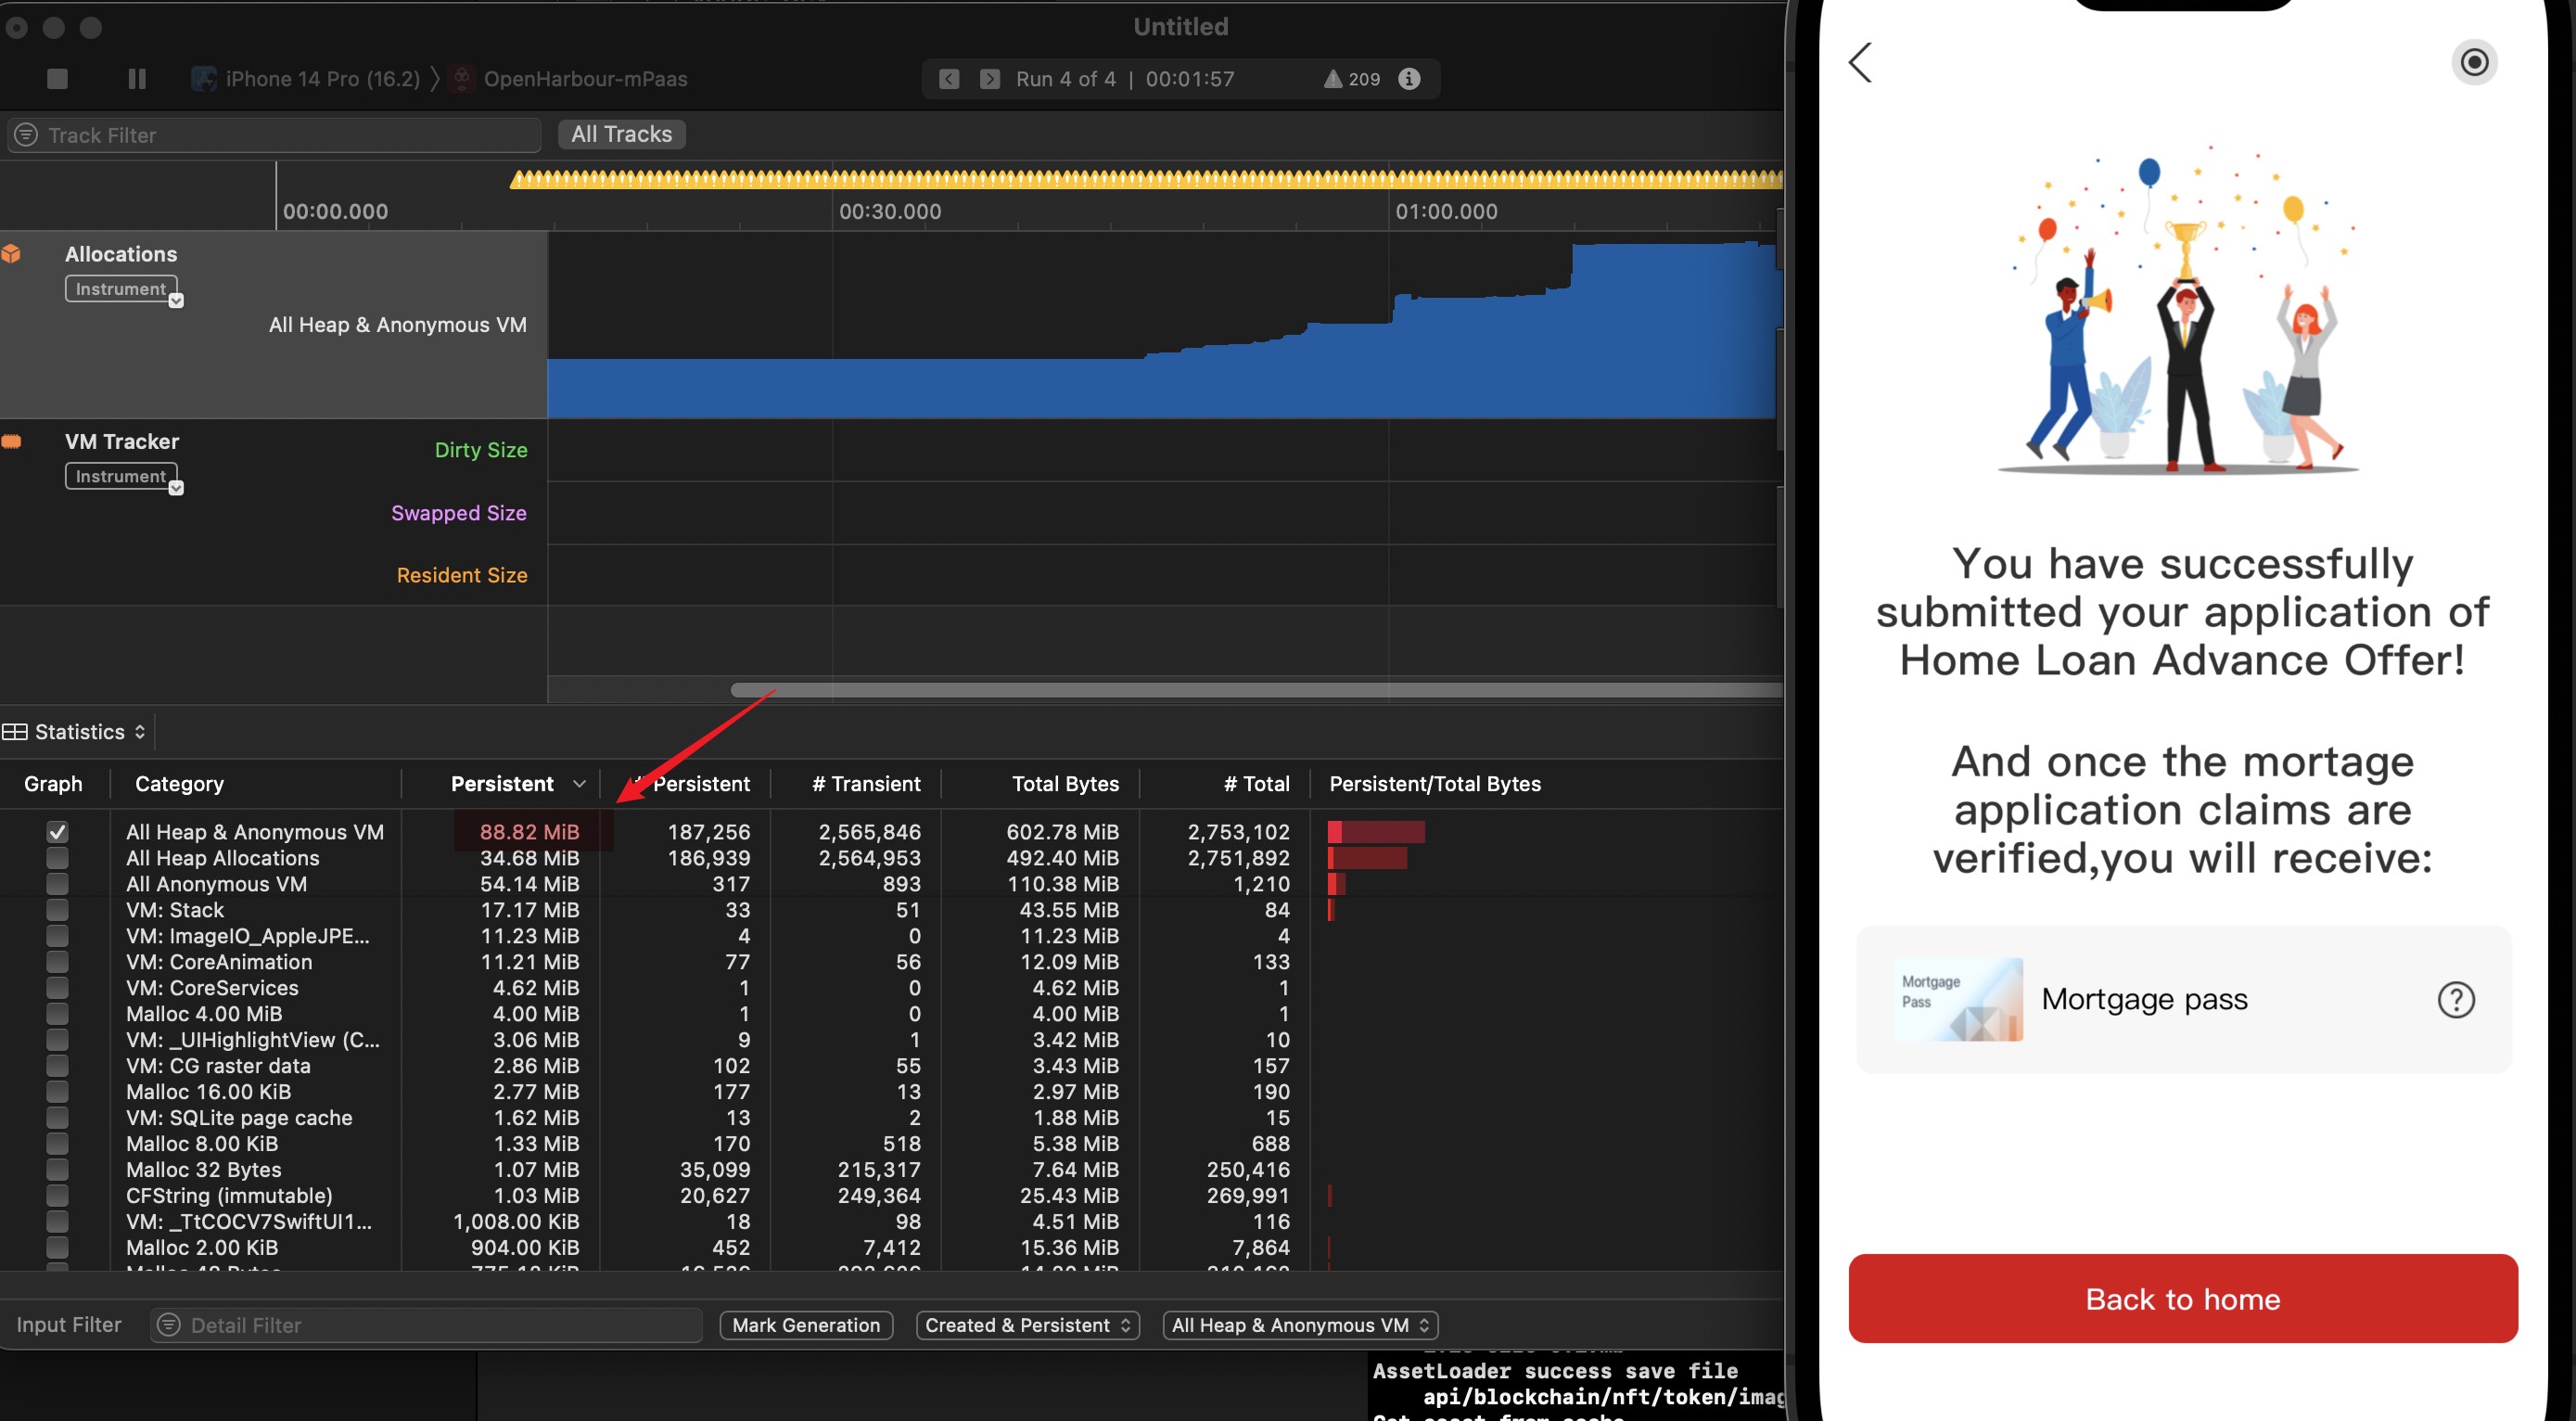 Untitled
iPhone 14 Pro (16.2) 〉 OpenHarbour-mPaas
Run 4 of 4 | 00:01:57
209
Track Filter
All Tracks
00:00.000
00:30.000
01:00.000
Allocations
Instrument
All Heap & Anonymous VM
VM Tracker
Instrument
Dirty Size
Swapped Size
Resident Size
Statistics
Graph Category Persistent # Persistent # Transient Total Bytes # Total Persistent/Total Bytes
All Heap & Anonymous VM 88.82 MiB 187,256 2,565,846 602.78 MiB 2,753,102
All Heap Allocations 34.68 MiB 186,939 2,564,953 492.40 MiB 2,751,892
All Anonymous VM 54.14 MiB 317 893 110.38 MiB 1,210
VM: Stack 17.17 MiB 33 51 43.55 MiB 84
VM: ImageIO_AppleJPE... 11.23 MiB 4 0 11.23 MiB 4
VM: CoreAnimation 11.21 MiB 77 56 12.09 MiB 133
VM: CoreServices 4.62 MiB 1 0 4.62 MiB 1
Malloc 4.00 MiB 4.00 MiB 1 0 4.00 MiB 1
VM: _UIHighlightView (C... 3.06 MiB 9 1 3.42 MiB 10
VM: CG raster data 2.86 MiB 102 55 3.43 MiB 157
Malloc 16.00 KiB 2.77 MiB 177 13 2.97 MiB 190
VM: SQLite page cache 1.62 MiB 13 2 1.88 MiB 15
Malloc 8.00 KiB 1.33 MiB 170 518 5.38 MiB 688
Malloc 32 Bytes 1.07 MiB 35,099 215,317 7.64 MiB 250,416
CFString (immutable) 1.03 MiB 20,627 249,364 25.43 MiB 269,991
VM: _TtCOCV7SwiftUI1... 1,008.00 KiB 18 98 4.51 MiB 116
Malloc 2.00 KiB 904.00 KiB 452 7,412 15.36 MiB 7,864
Input Filter
Detail Filter
Mark Generation
Created & Persistent
All Heap & Anonymous VM
AssetLoader success save file
api/blockchain/nft/token/imag
You have successfully
submitted your application of
Home Loan Advance Offer!
And once the mortage
application claims are
verified,you will receive:
Mortgage
Pass
Mortgage pass
?
Back to home